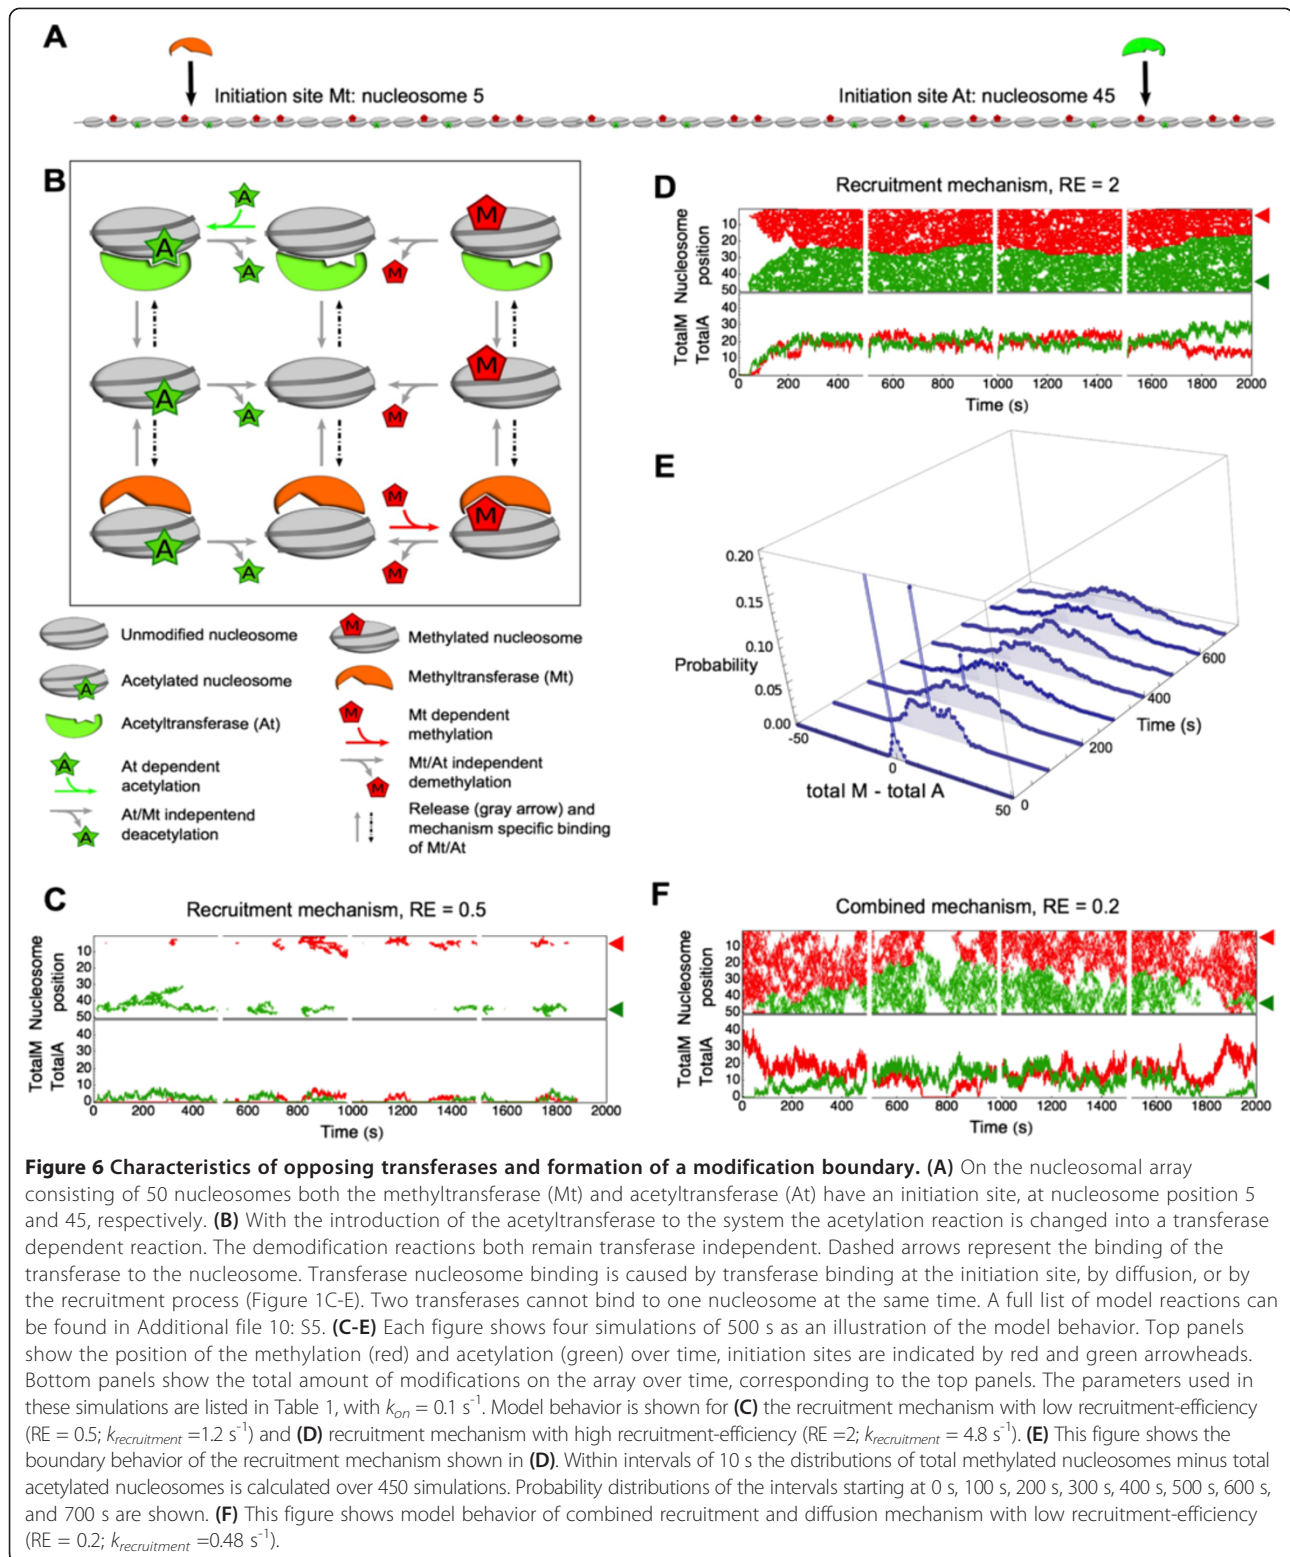 A
Initiation site Mt: nucleosome 5
Initiation site At: nucleosome 45
B
A
A
A
M
M
A
M
A
M
M
A
M
A
M
M
Unmodified nucleosome
Acetylated nucleosome
Acetyltransferase (At)
At dependent
acetylation
At/Mt indepentend
deacetylation
Methylated nucleosome
Methyltransferase (Mt)
Mt dependent
methylation
Mt/At independent
demethylation
Release (gray arrow) and
mechanism specific binding
of Mt/At
D
Recruitment mechanism, RE = 2
Nucleosome
position
10
20
30
40
50
TotalM
TotalA
40
30
20
10
0
0 200 400 600 800 1000 1200 1400 1600 2000
Time (s)
E
0.20
0.15
0.10
0.05
0.00
Probability
-50
0
50
total M - total A
0
200
400
600
Time (s)
C
Recruitment mechanism, RE = 0.5
Nucleosome
position
10
20
30
40
50
TotalM
TotalA
40
30
20
10
0
0 200 400 600 800 1000 1200 1400 1600 2000
Time (s)
F
Combined mechanism, RE = 0.2
Nucleosome
position
10
20
30
40
50
TotalM
TotalA
40
30
20
10
0
0 200 400 600 800 1000 1200 1400 1600 2000
Time (s)
Figure 6 Characteristics of opposing transferases and formation of a modification boundary. (A) On the nucleosomal array
consisting of 50 nucleosomes both the methyltransferase (Mt) and acetyltransferase (At) have an initiation site, at nucleosome position 5
and 45, respectively. (B) With the introduction of the acetyltransferase to the system the acetylation reaction is changed into a transferase
dependent reaction. The demodification reactions both remain transferase independent. Dashed arrows represent the binding of the
transferase to the nucleosome. Transferase nucleosome binding is caused by transferase binding at the initiation site, by diffusion, or by
the recruitment process (Figure 1C-E). Two transferases cannot bind to one nucleosome at the same time. A full list of model reactions can
be found in Additional file 10: S5. (C-E) Each figure shows four simulations of 500 s as an illustration of the model behavior. Top panels
show the position of the methylation (red) and acetylation (green) over time, initiation sites are indicated by red and green arrowheads.
Bottom panels show the total amount of modifications on the array over time, corresponding to the top panels. The parameters used in
these simulations are listed in Table 1, with kon = 0.1 s-1. Model behavior is shown for (C) the recruitment mechanism with low recruitment-efficiency
(RE = 0.5; krecruitment =1.2 s-1) and (D) recruitment mechanism with high recruitment-efficiency (RE =2; krecruitment = 4.8 s-1). (E) This figure shows the
boundary behavior of the recruitment mechanism shown in (D). Within intervals of 10 s the distributions of total methylated nucleosomes minus total
acetylated nucleosomes is calculated over 450 simulations. Probability distributions of the intervals starting at 0 s, 100 s, 200 s, 300 s, 400 s, 500 s, 600 s,
and 700 s are shown. (F) This figure shows model behavior of combined recruitment and diffusion mechanism with low recruitment-efficiency
(RE = 0.2; krecruitment =0.48 s-1).